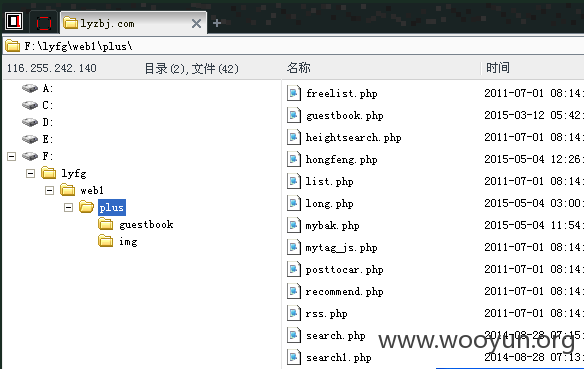 lyzbj.com
F:\lyfg\web1\plus\
116.255.242.140 目录(2),文件(42) 名称 时间
A:
C:
D:
E:
F:
lyfg
web1
plus
guestbook
img
freelist.php 2011-07-01 08:14:
guestbook.php 2015-03-12 05:42:
heightsearch.php 2011-07-01 08:14:
hongfeng.php 2015-05-04 12:26:
list.php 2011-07-01 08:14:
long.php 2015-05-04 03:00:
mybak.php 2015-05-04 11:54:
mytag_js.php 2011-07-01 08:14:
posttocar.php 2011-07-01 08:14:
recommend.php 2011-07-01 08:14:
rss.php 2011-07-01 08:14:
search.php 2014-08-28 07:15:
search1.php 2014-08-28 07:13:
www.wooyun.org